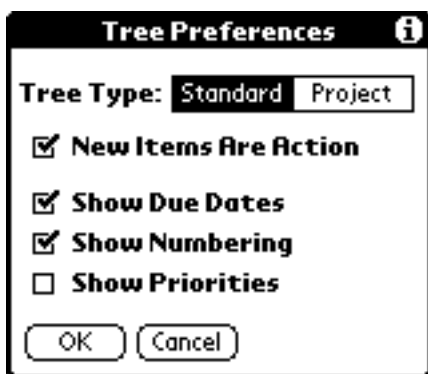 Tree Preferences i
Tree Type: Standard Project
New Items Are Action
Show Due Dates
Show Numbering
Show Priorities
OK Cancel